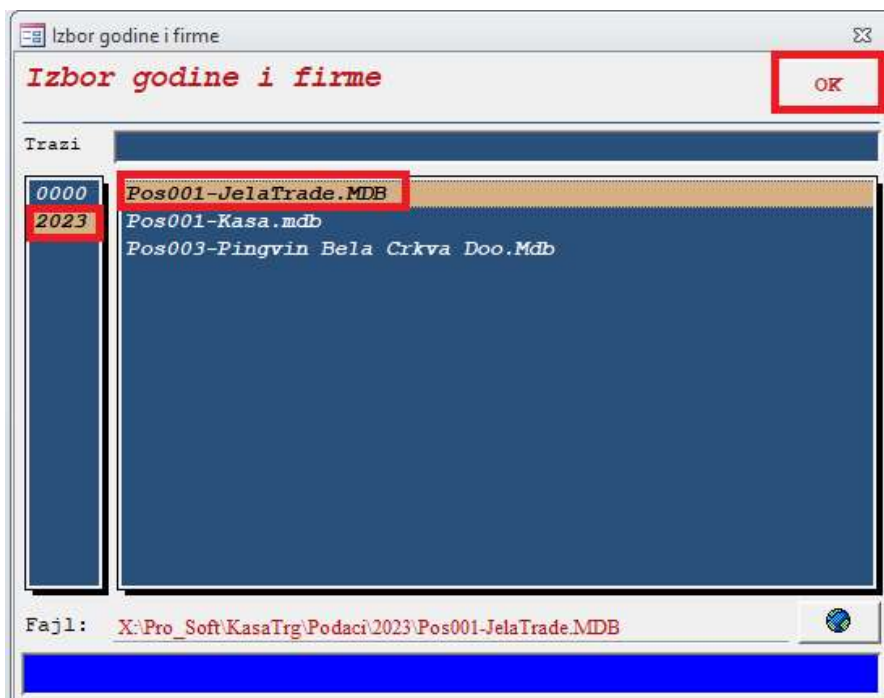 Izbor godine i firme
Izbor godine i firme
OK
Trazi
0000
2023
Pos001-JelaTrade.MDB
Pos001-Kasa.mdb
Pos003-Pingvin Bela Crkva Doo.Mdb
Fajl: X:\Pro_Soft\KasaTrg\Podaci\2023\Pos001-JelaTrade.MDB